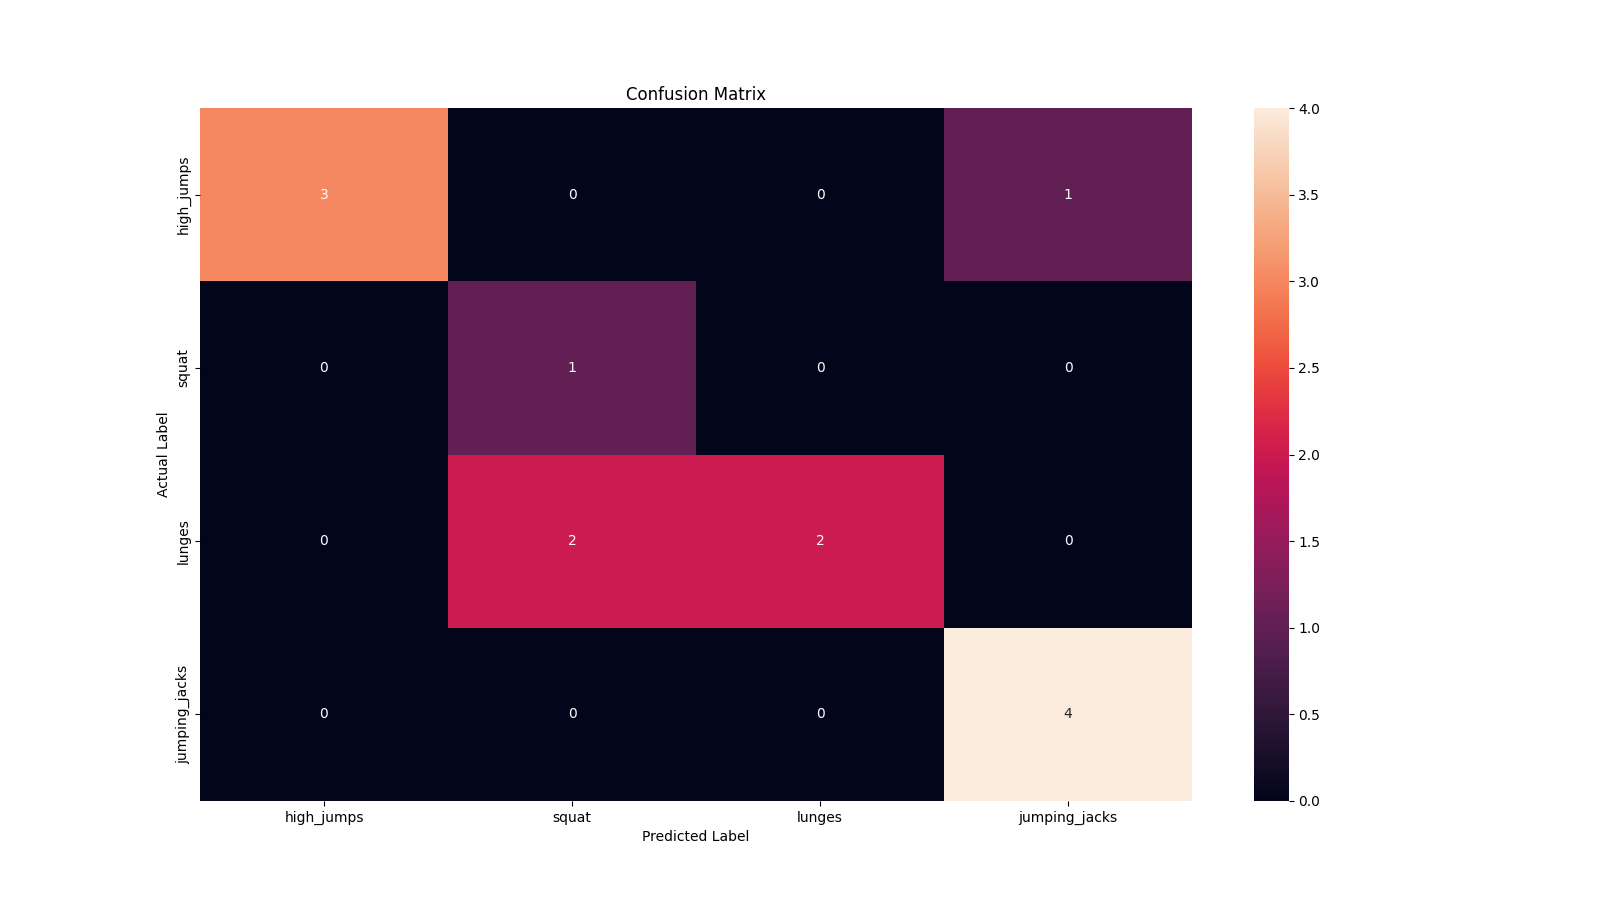 Confusion Matrix
Actual Label
high_jumps
squat
lunges
jumping_jacks
3 0 0 1
0 1 0 0
0 2 2 0
0 0 0 4
high_jumps squat lunges jumping_jacks
Predicted Label
4.0
3.5
3.0
2.5
2.0
1.5
1.0
0.5
0.0